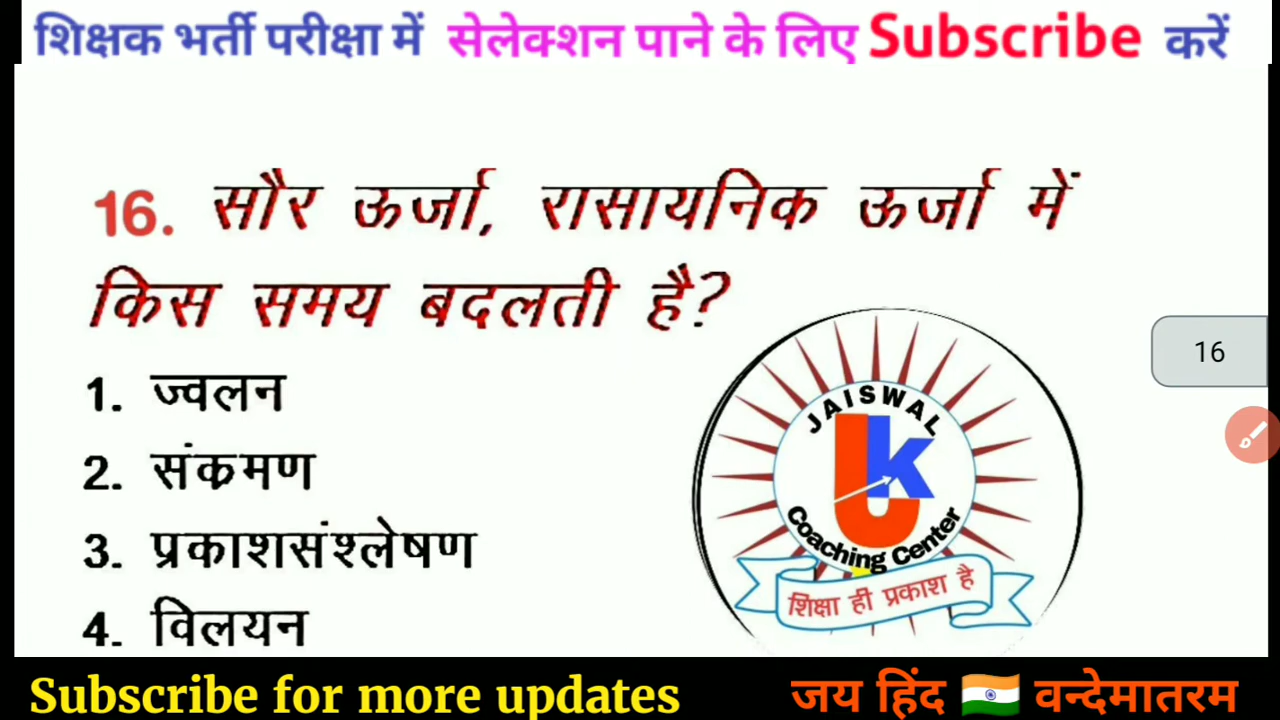 शिक्षक भर्ती परीक्षा में सेलेक्शन पाने के लिए Subscribe करें
16. सौर ऊर्जा, रासायनिक ऊर्जा में
किस समय बदलती है?
1. ज्वलन
2. संक्रमण
3. प्रकाशसंश्लेषण
4. विलयन
16
JAISWAL
JK
Coaching Center
शिक्षा ही प्रकाश है
Subscribe for more updates जय हिंद वन्देमातरम